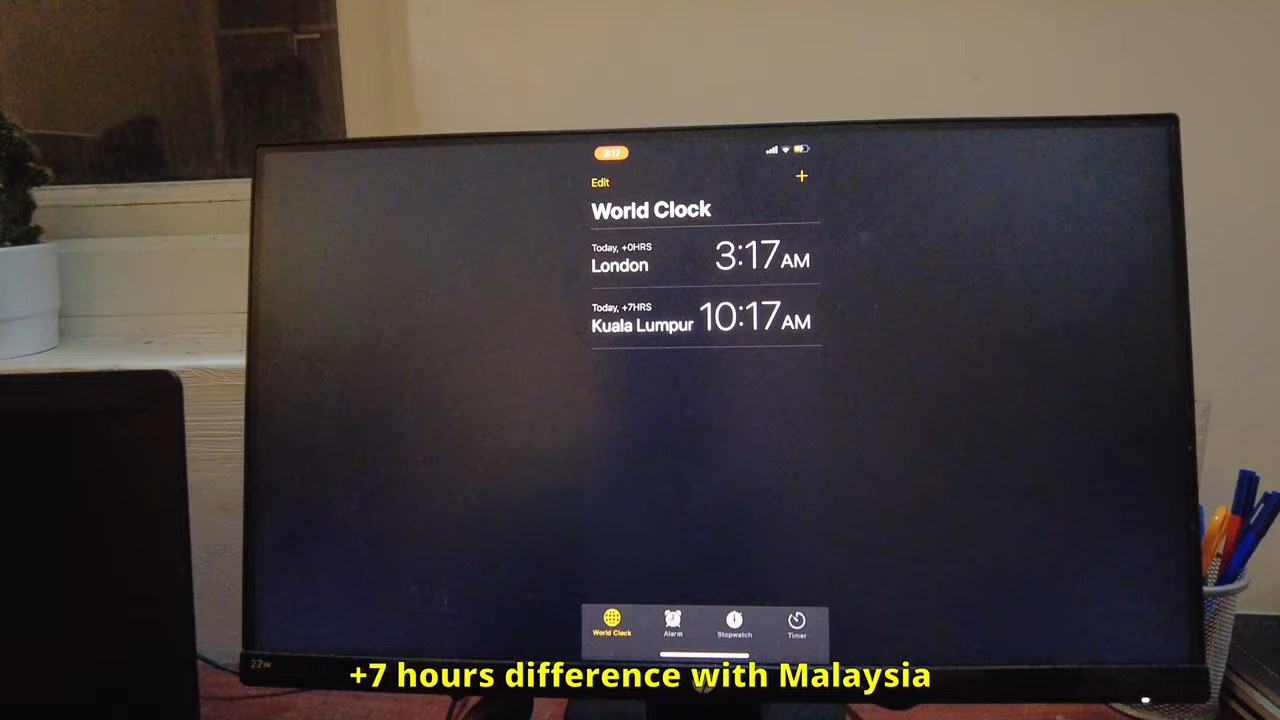 3:17
Edit
+
World Clock
Today, +0HRS
London
3:17AM
Today, +7HRS
Kuala Lumpur
10:17AM
World Clock
Alarm
Stopwatch
Timer
22w
+7 hours difference with Malaysia